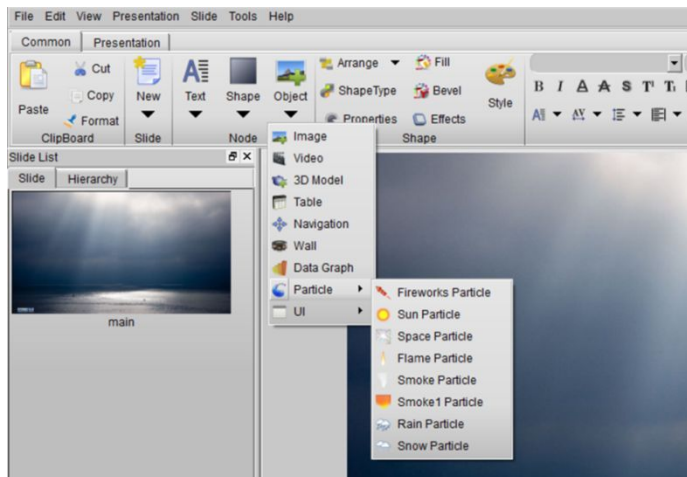 File Edit View Presentation Slide Tools Help
Common Presentation
Cut
Copy
Format
Paste
ClipBoard
New
Slide
Text
Shape
Object
Node
Arrange
ShapeType
Properties
Fill
Bevel
Effects
Style
Shape
B I A A S T T
Slide List
Slide Hierarchy
main
Image
Video
3D Model
Table
Navigation
Wall
Data Graph
Particle
UI
Fireworks Particle
Sun Particle
Space Particle
Flame Particle
Smoke Particle
Smoke1 Particle
Rain Particle
Snow Particle